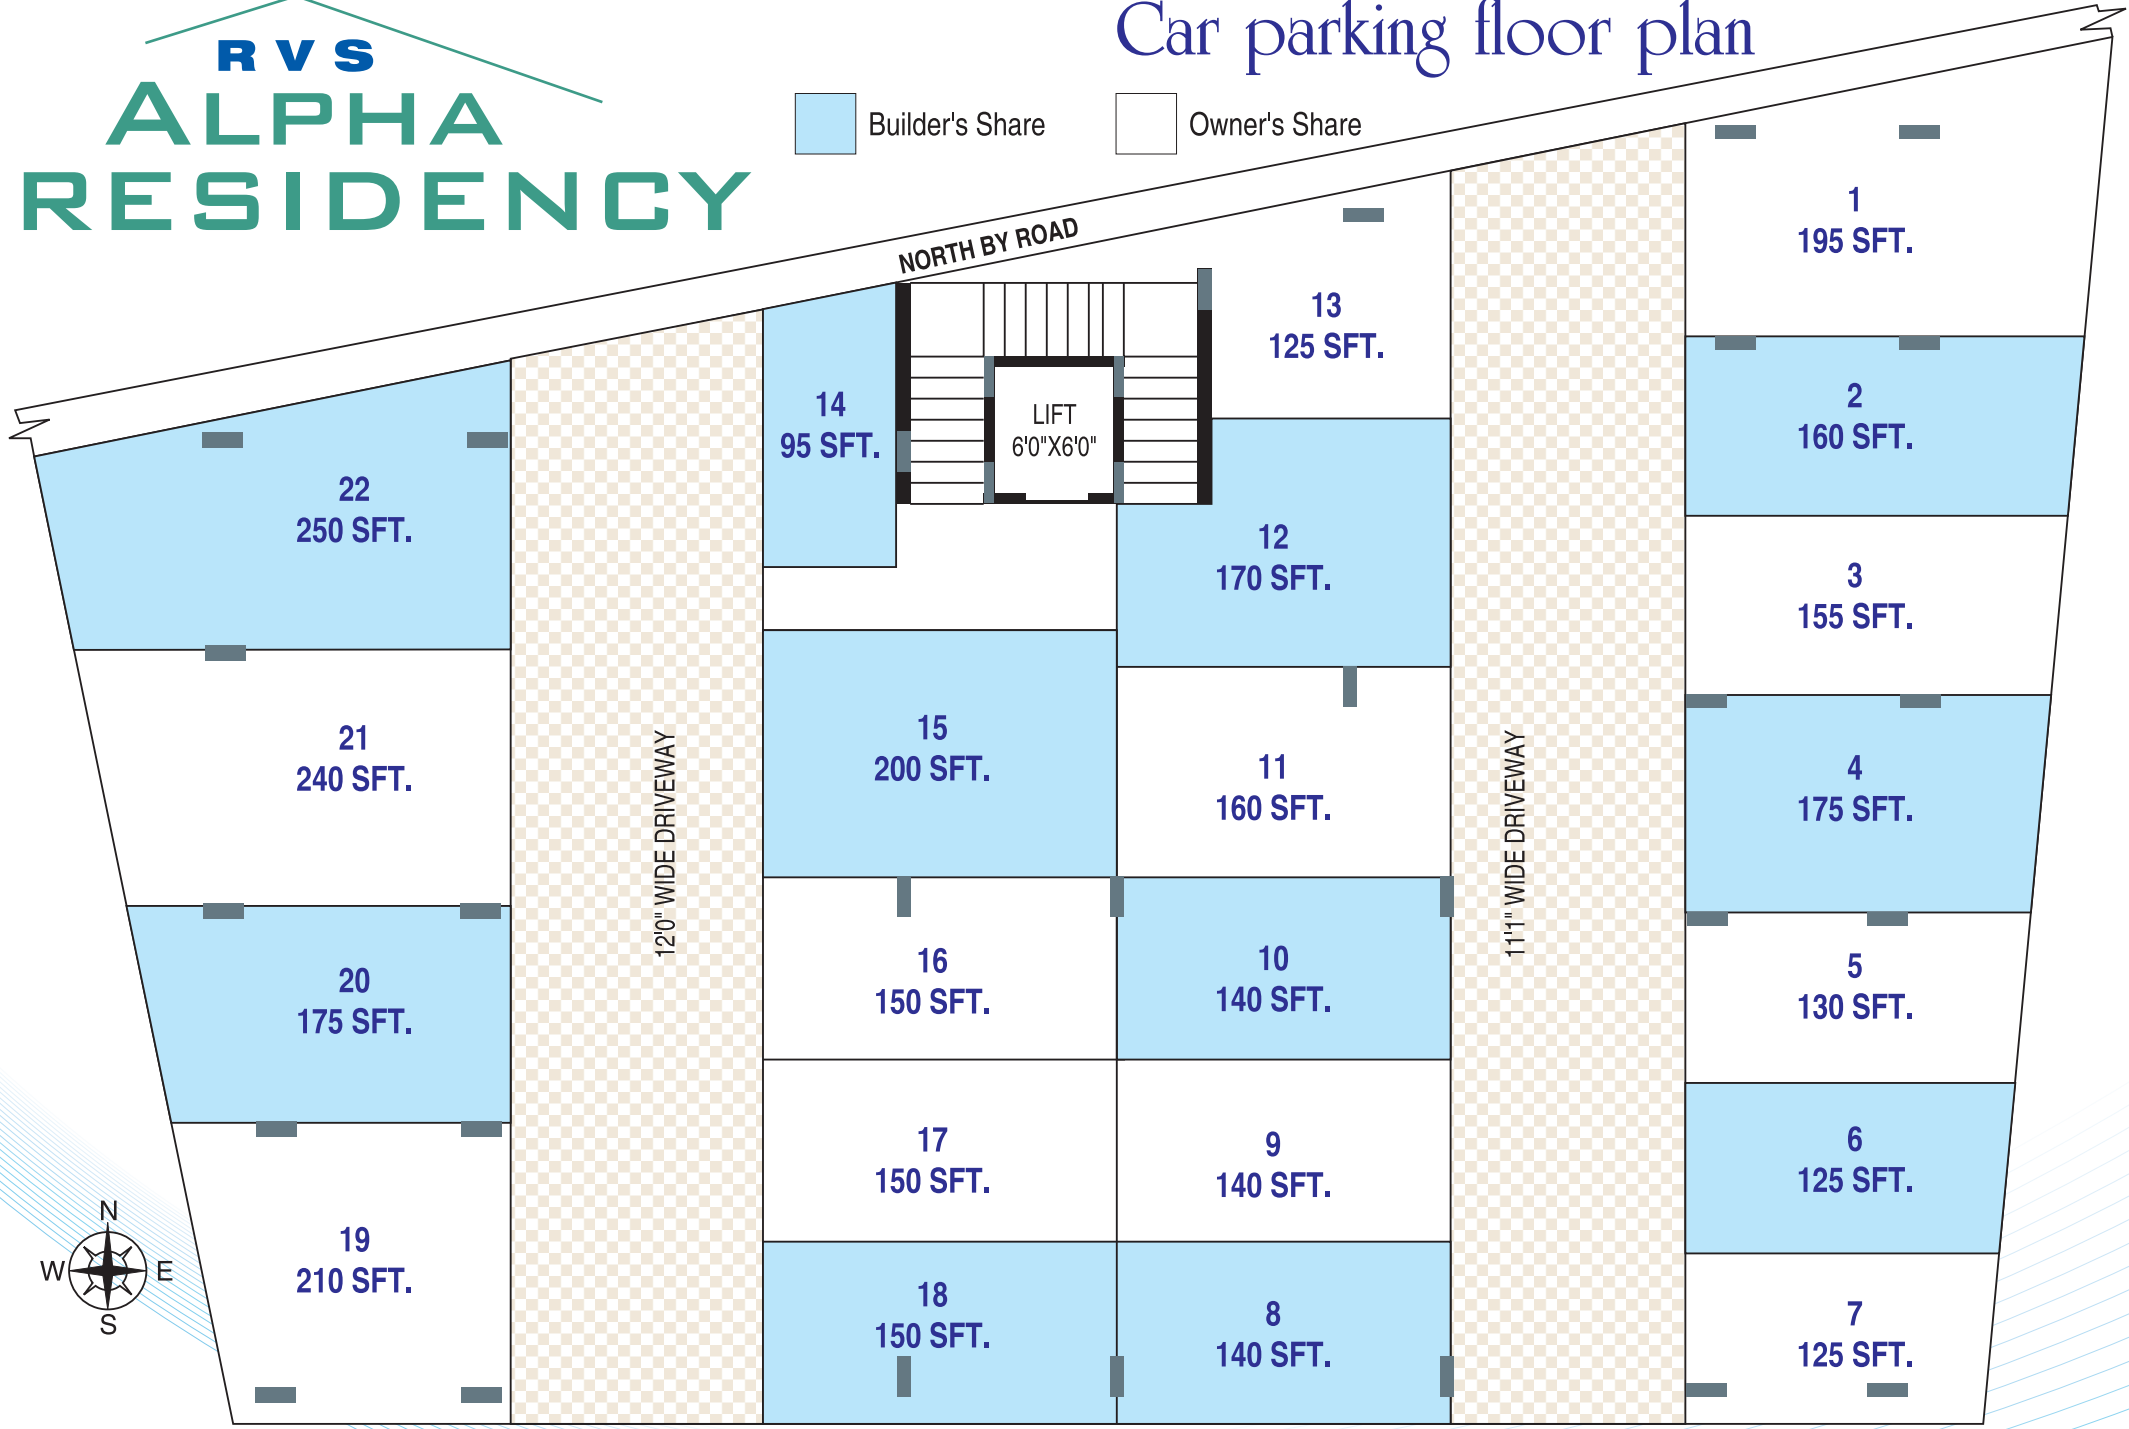 RVS
ALPHA
RESIDENCY
Car parking floor plan
Builder's Share
Owner's Share
NORTH BY ROAD
1
195 SFT.
2
160 SFT.
3
155 SFT.
4
175 SFT.
5
130 SFT.
6
125 SFT.
7
125 SFT.
11'1" WIDE DRIVEWAY
13
125 SFT.
12
170 SFT.
11
160 SFT.
10
140 SFT.
9
140 SFT.
8
140 SFT.
LIFT
6'0"X6'0"
14
95 SFT.
15
200 SFT.
16
150 SFT.
17
150 SFT.
18
150 SFT.
12'0" WIDE DRIVEWAY
22
250 SFT.
21
240 SFT.
20
175 SFT.
19
210 SFT.
N
W
E
S